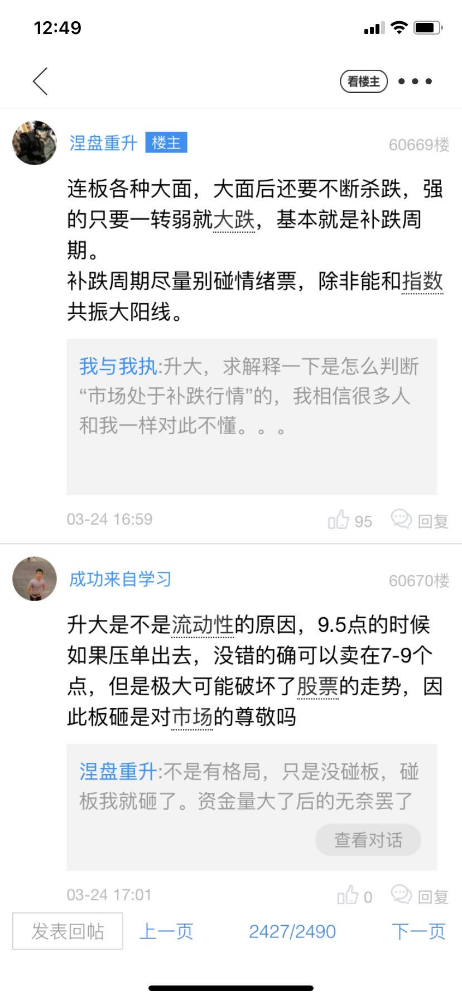 12:49
看楼主
涅盘重升 楼主 60669楼
连板各种大面，大面后还要不断杀跌，强
的只要一转弱就大跌，基本就是补跌周
期。
补跌周期尽量别碰情绪票，除非能和指数
共振大阳线。
我与我执:升大，求解释一下是怎么判断
“市场处于补跌行情”的，我相信很多人
和我一样对此不懂。。。
03-24 16:59 95 回复
成功来自学习 60670楼
升大是不是流动性的原因，9.5点的时候
如果压单出去，没错的确可以卖在7-9个
点，但是极大可能破坏了股票的走势，因
此板砸是对市场的尊敬吗
涅盘重升:不是有格局，只是没碰板，碰
板我就砸了。资金量大了后的无奈罢了
查看对话
03-24 17:01 0 回复
发表回帖 上一页 2427/2490 下一页